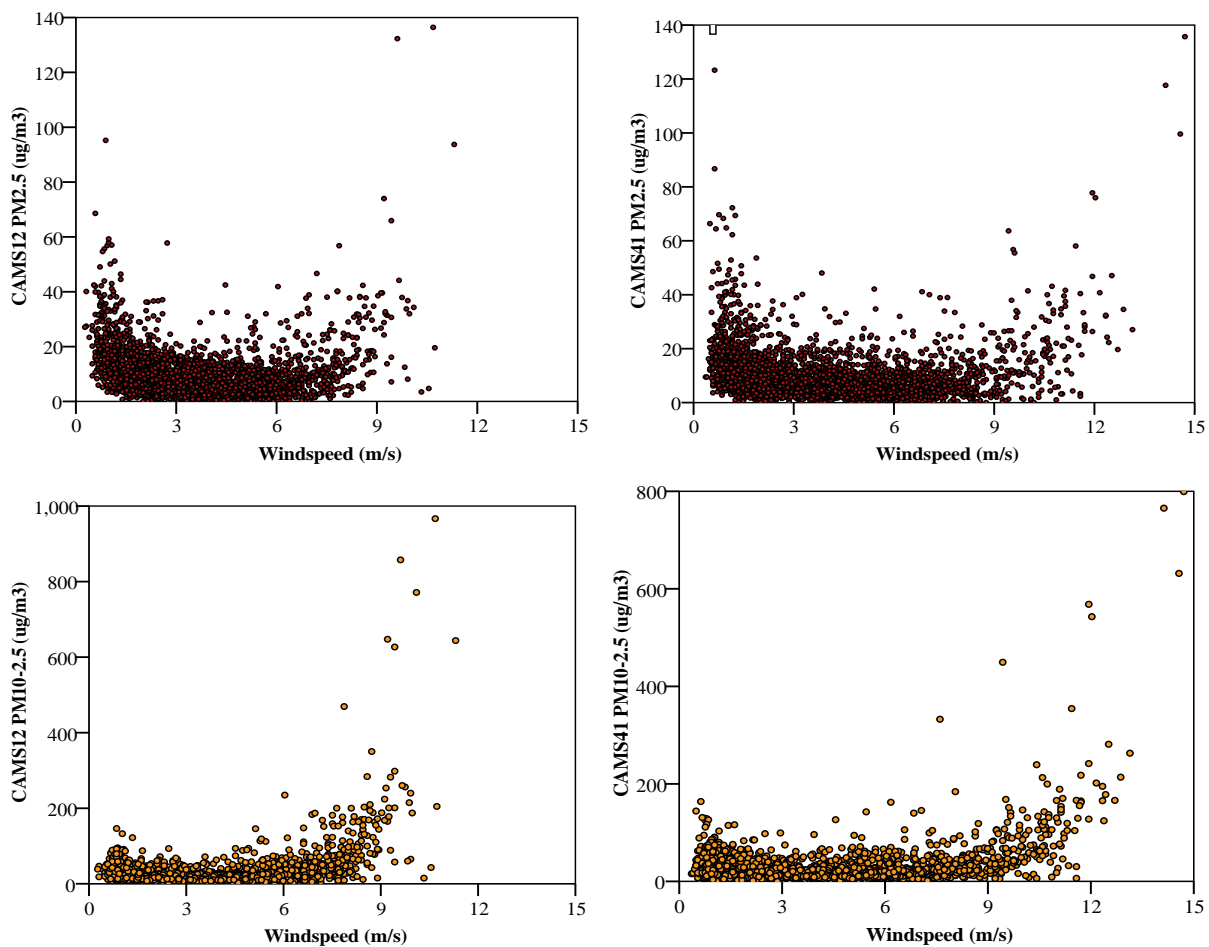 140
120
100
80
60
40
20
0
CAMS12 PM2.5 (ug/m3)
0 3 6 9 12 15
Windspeed (m/s)
140
120
100
80
60
40
20
0
CAMS41 PM2.5 (ug/m3)
0 3 6 9 12 15
Windspeed (m/s)
1,000
800
600
400
200
0
CAMS12 PM10-2.5 (ug/m3)
0 3 6 9 12 15
Windspeed (m/s)
800
600
400
200
0
CAMS41 PM10-2.5 (ug/m3)
0 3 6 9 12 15
Windspeed (m/s)